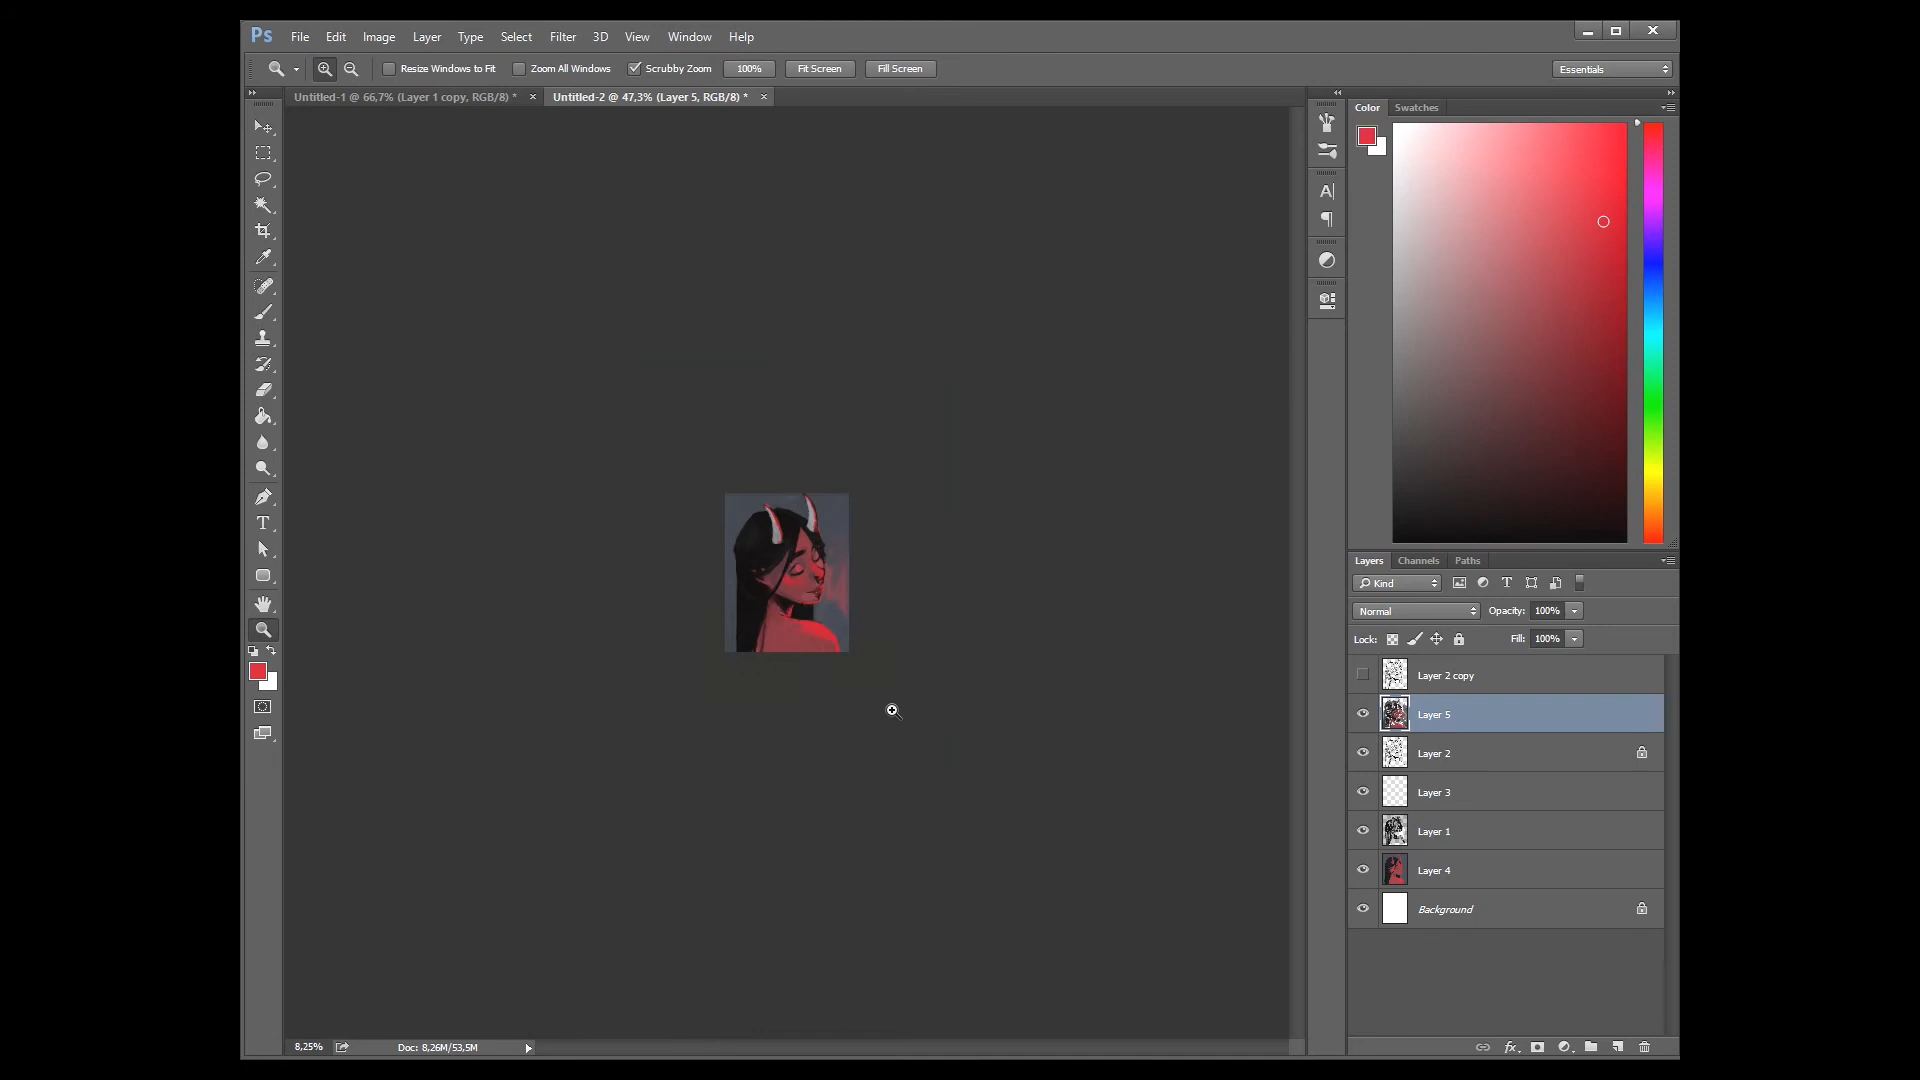 Ps File Edit Image Layer Type Select Filter 3D View Window Help
Resize Windows to Fit Zoom All Windows Scrubby Zoom 100% Fit Screen Fill Screen Essentials
Untitled-1 @ 66,7% (Layer 1 copy, RGB/8) * × Untitled-2 @ 47,3% (Layer 5, RGB/8) * ×
Color Swatches
Layers Channels Paths
Kind
Normal Opacity: 100%
Lock: Fill: 100%
Layer 2 copy
Layer 5
Layer 2
Layer 3
Layer 1
Layer 4
Background
8,25% Doc: 8,26M/53,5M